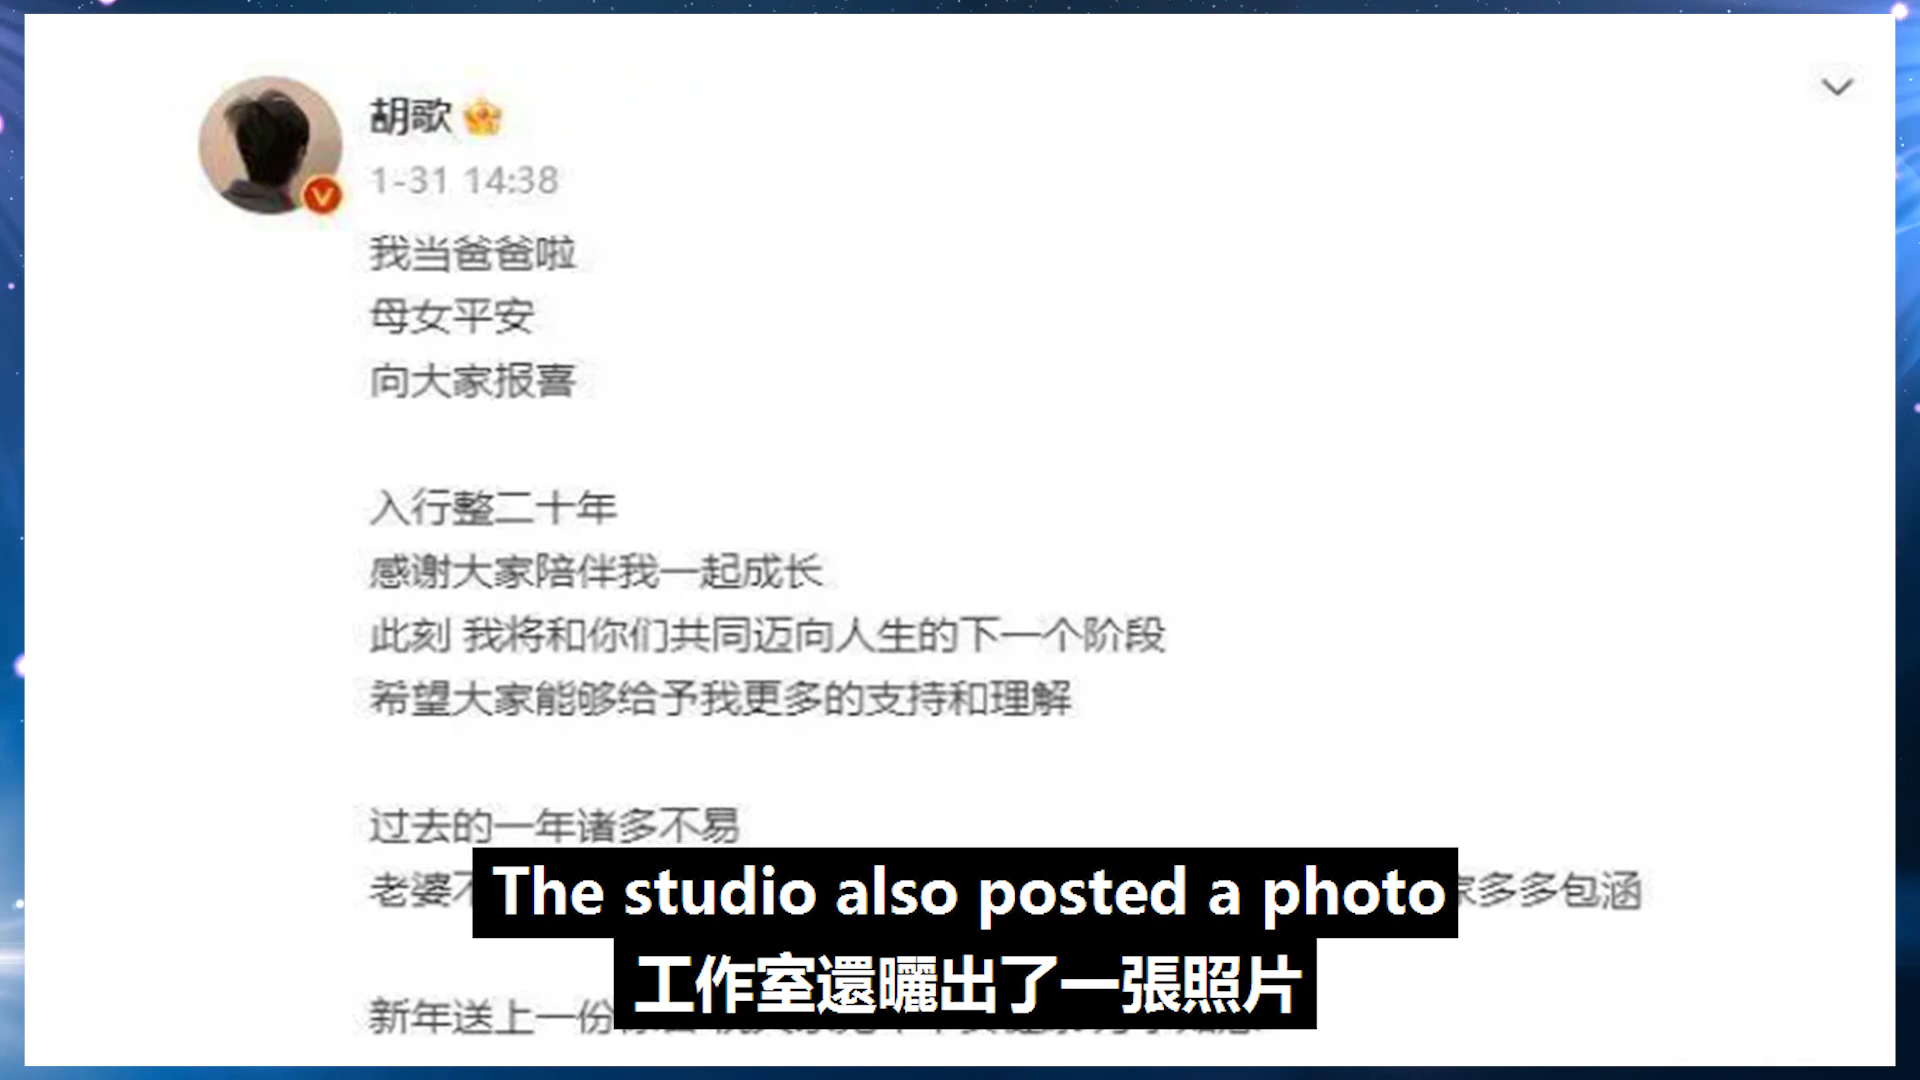 胡歌
1-31 14:38
我当爸爸啦
母女平安
向大家报喜
入行整二十年
感谢大家陪伴我一起成长
此刻 我将和你们共同迈向人生的下一个阶段
希望大家能够给予我更多的支持和理解
过去的一年诸多不易
老婆不
家多多包涵
The studio also posted a photo
新年送上一份
工作室還曬出了一張照片